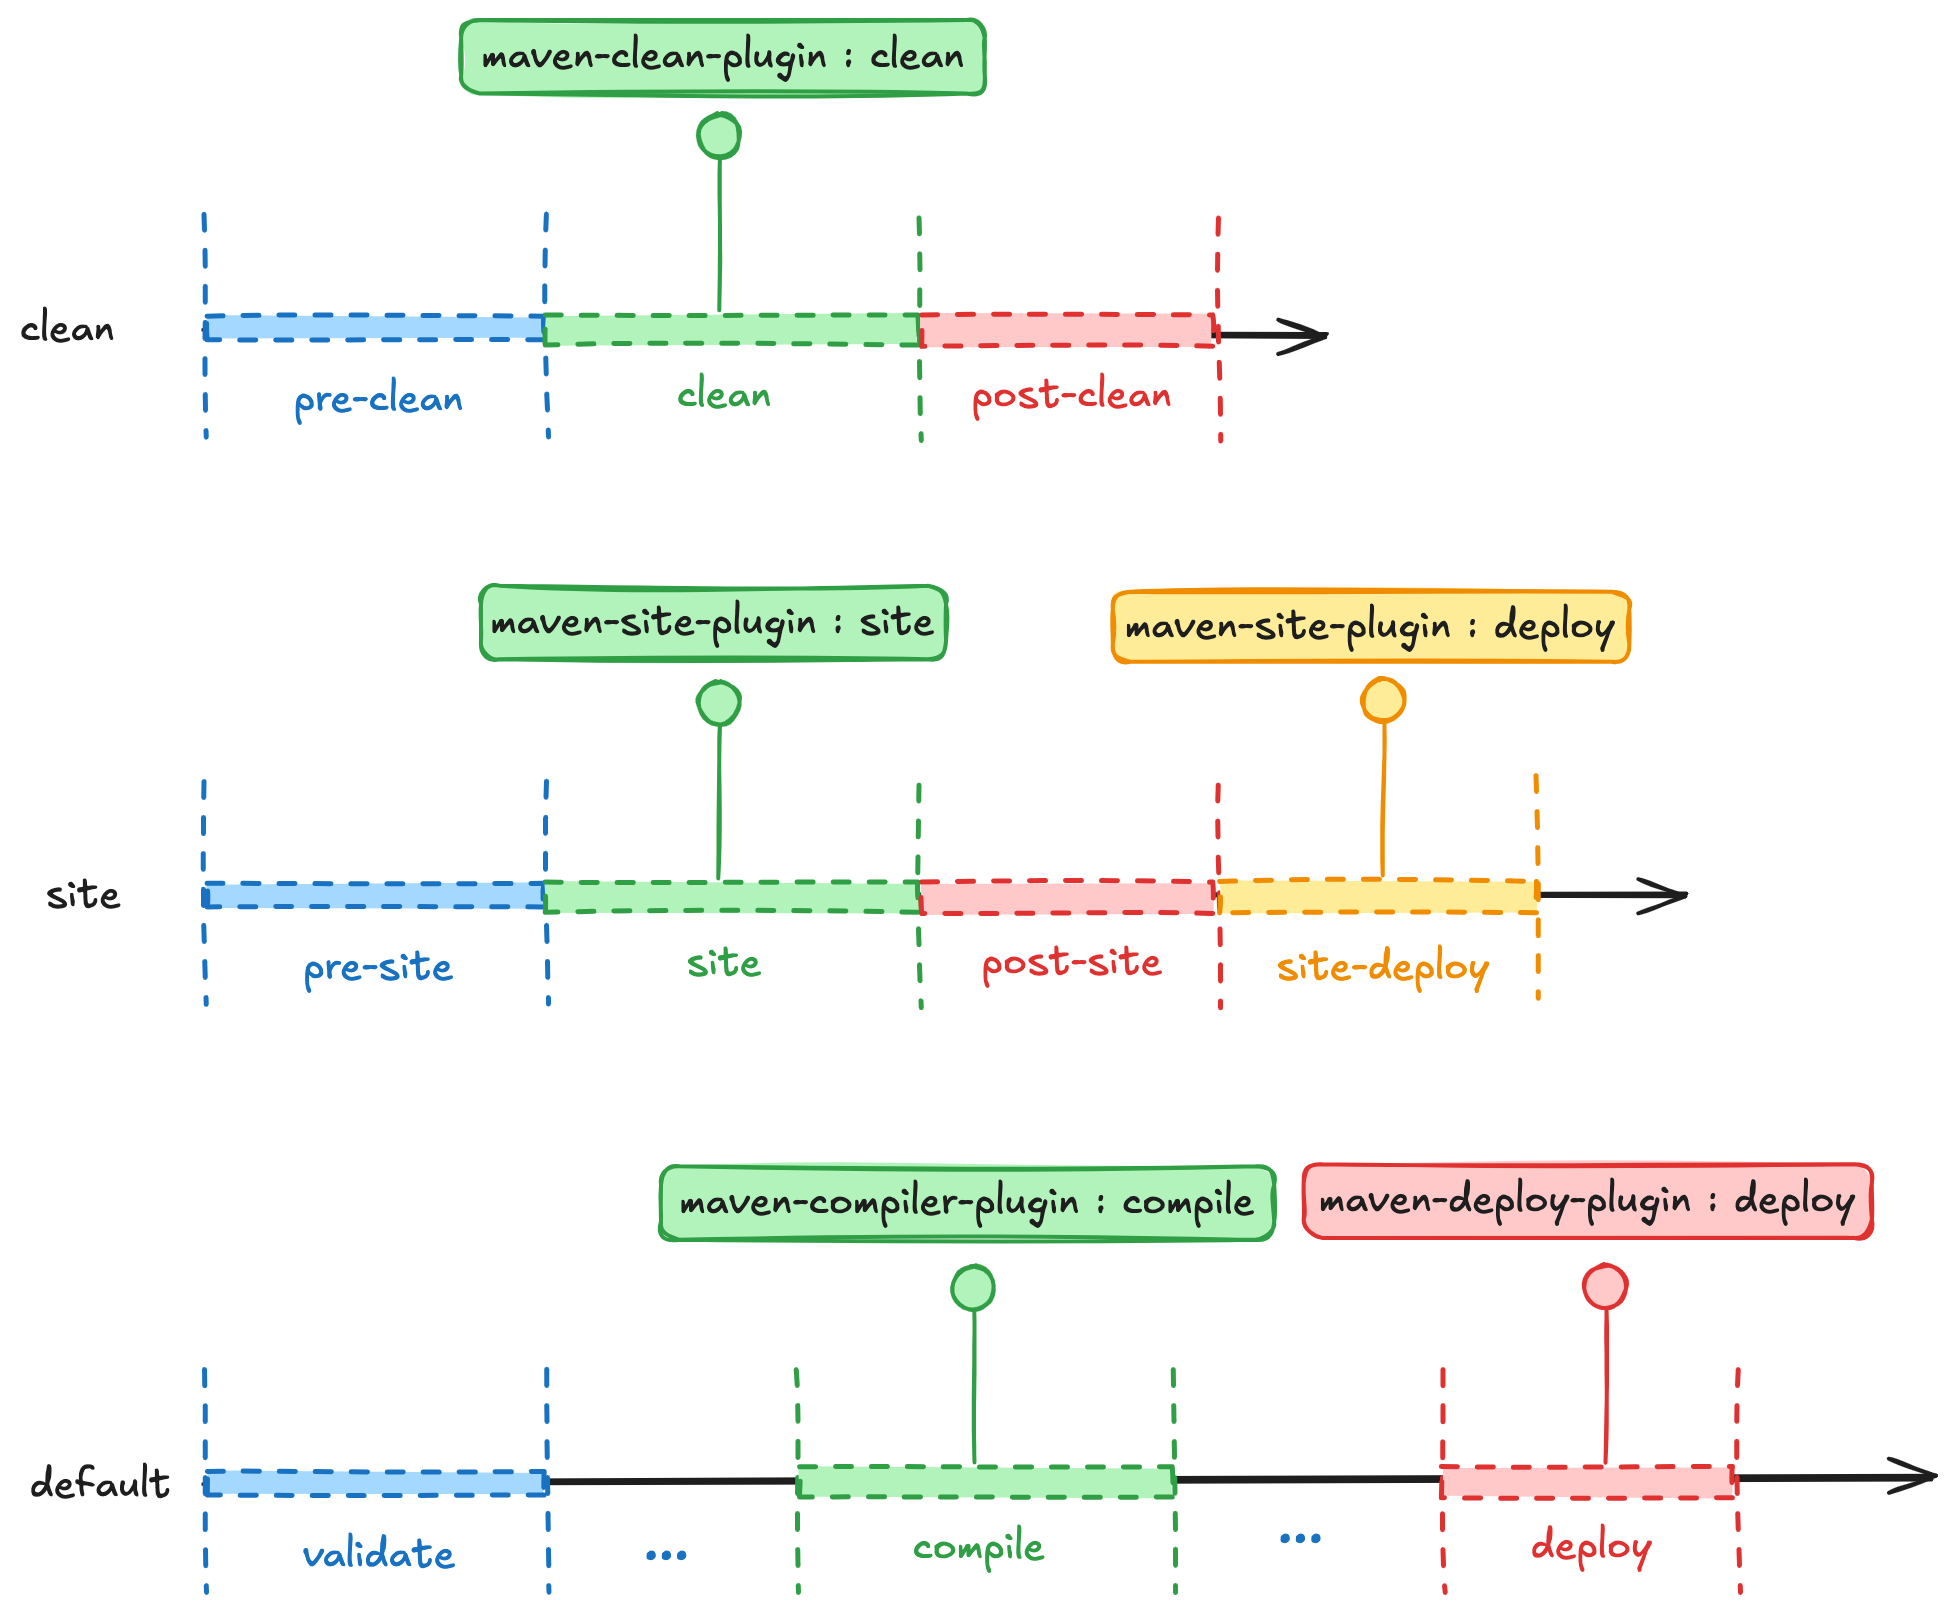 maven-clean-plugin : clean
clean
pre-clean
clean
post-clean
maven-site-plugin : site
maven-site-plugin : deploy
site
pre-site
site
post-site
site-deploy
maven-compiler-plugin : compile
maven-deploy-plugin : deploy
default
validate
...
compile
...
deploy